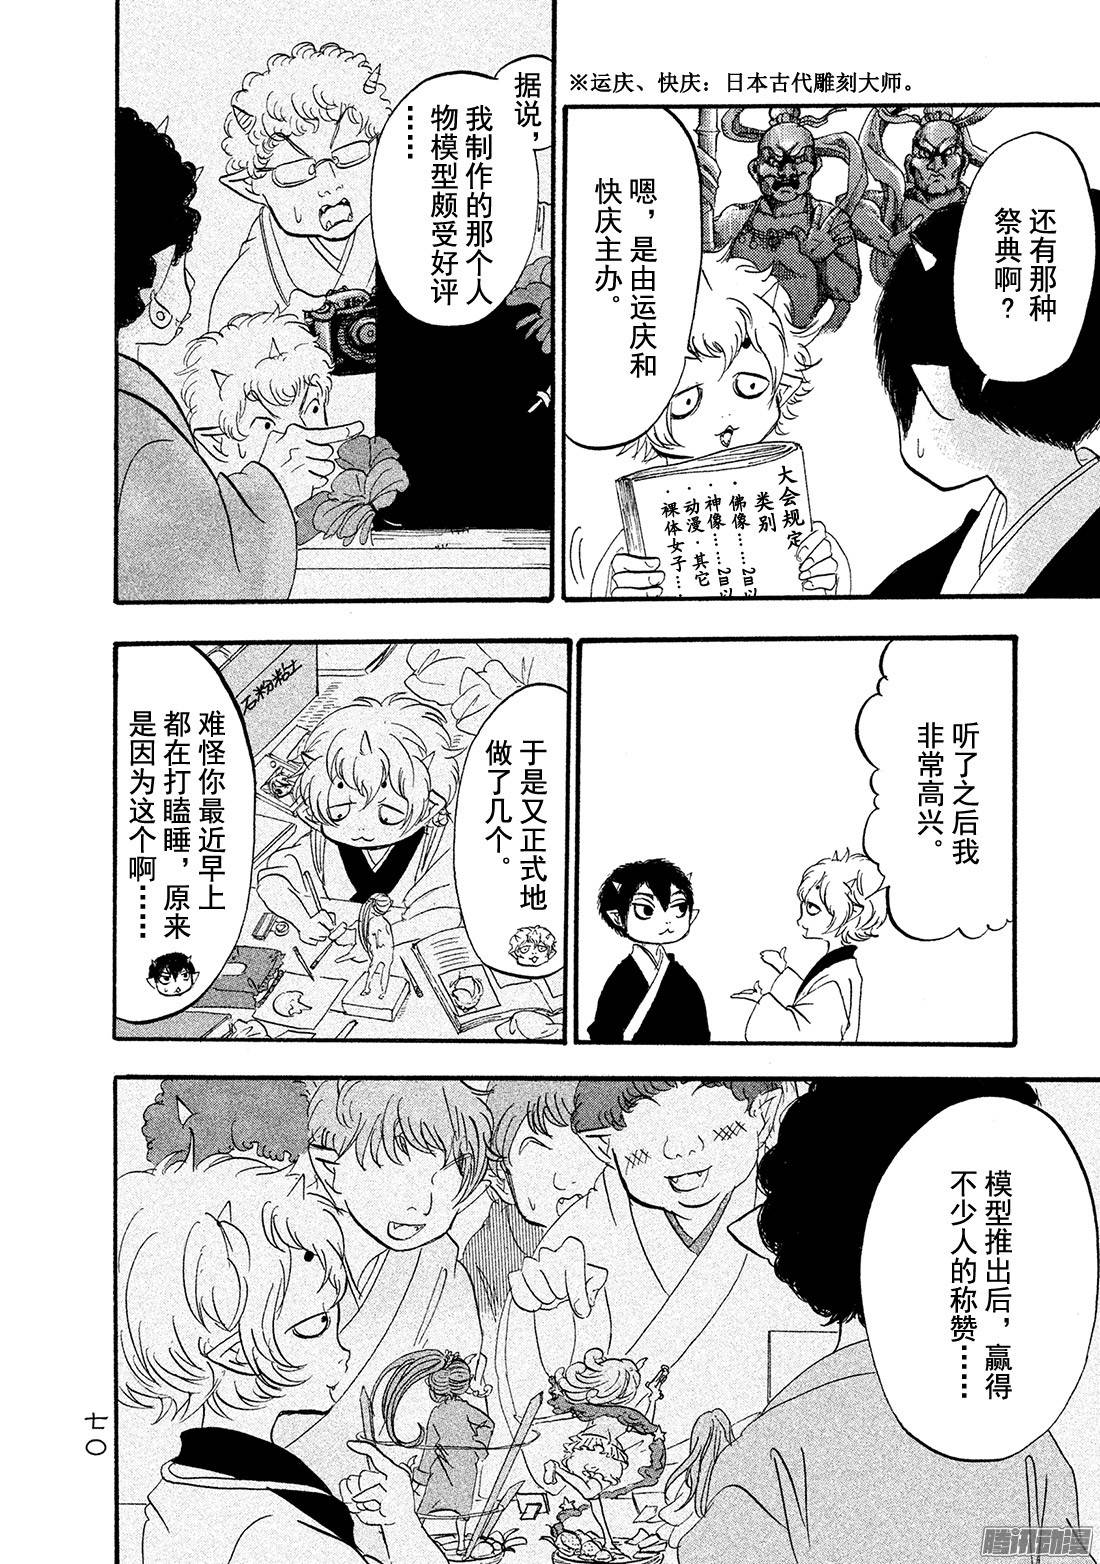 ※运庆、快庆：日本古代雕刻大师。
还有那种
祭典啊？
嗯，是由运庆和
快庆主办。
大会规定
类别
・佛像……2日以
・神像……2日以
・动漫・其它
・裸体女子……
据说，
我制作的那个人
物模型颇受好评
……
听了之后我
非常高兴。
于是又正式地
做了几个。
石粉粘土
难怪你最近早上
都在打瞌睡，原来
是因为这个啊……
模型推出后，赢得
不少人的称赞……
七〇
腾讯动漫